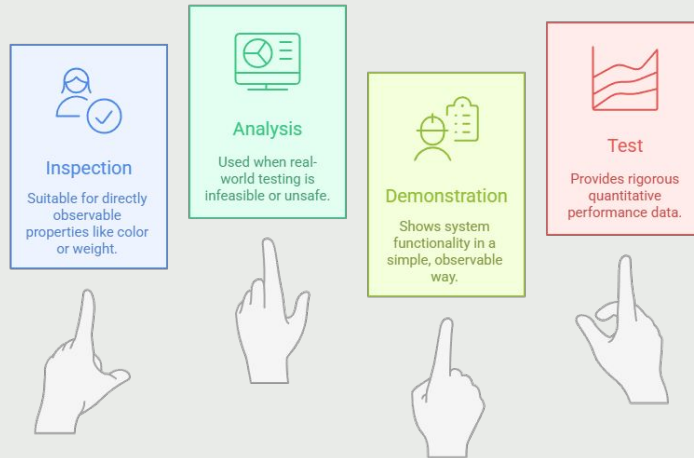 Inspection
Suitable for directly
observable
properties like color
or weight.
Analysis
Used when real-
world testing is
infeasible or unsafe.
Demonstration
Shows system
functionality in a
simple, observable
way.
Test
Provides rigorous
quantitative
performance data.